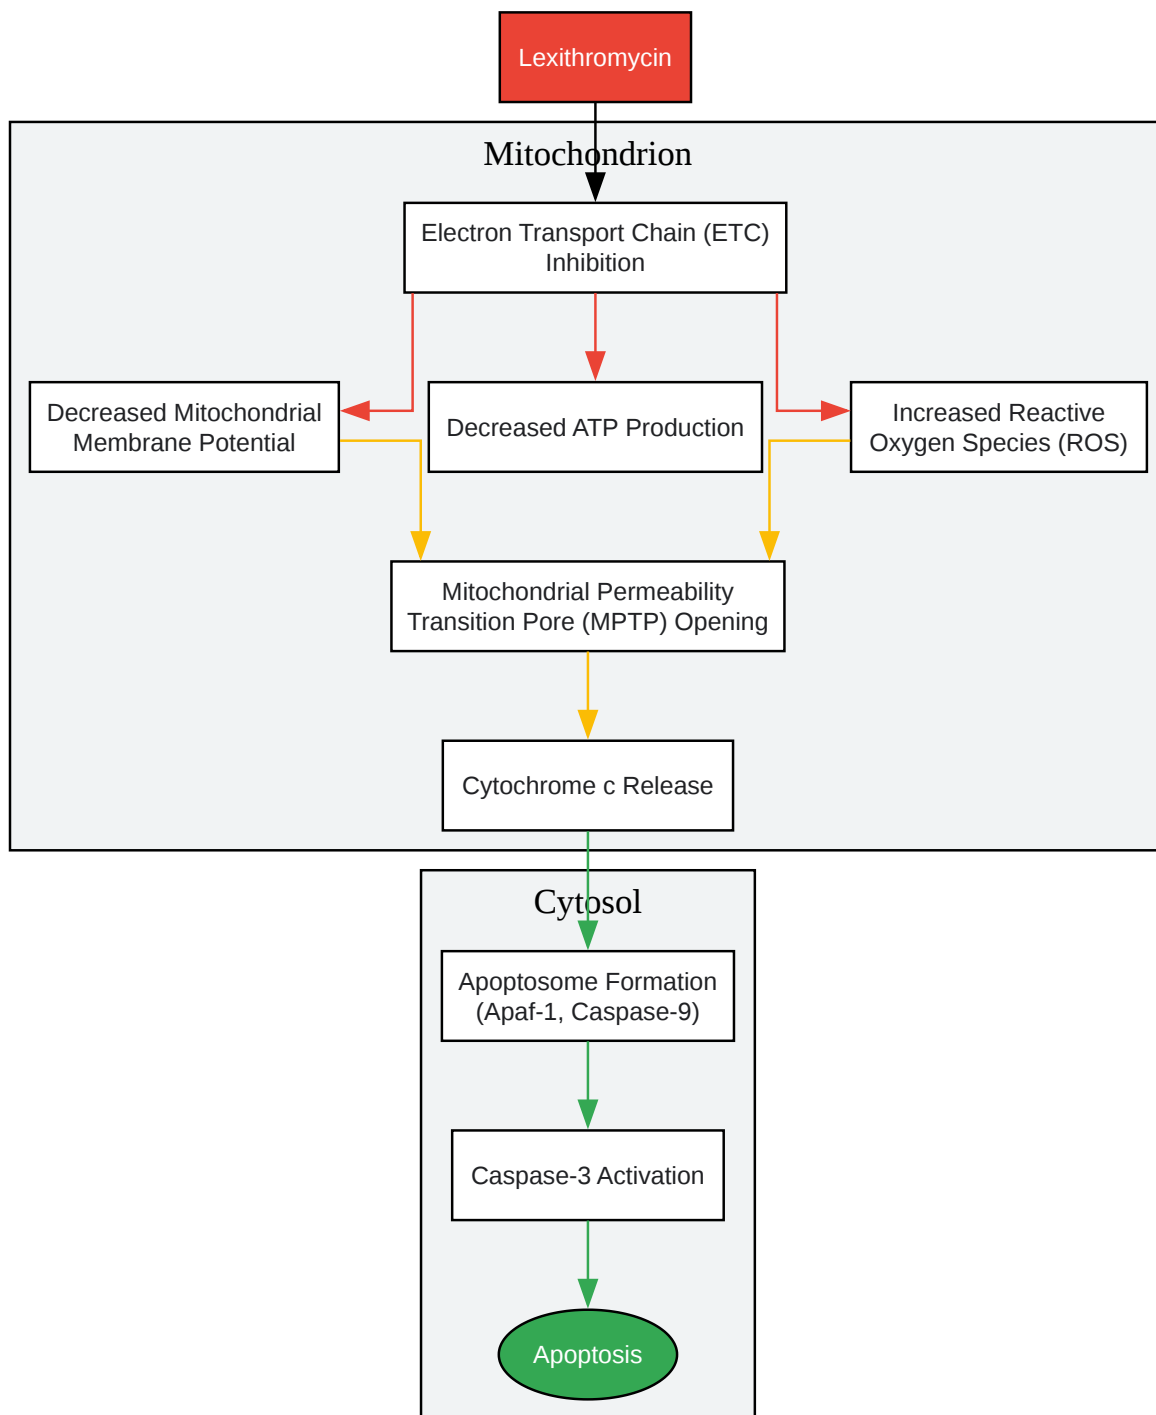 Lexithromycin
Mitochondrion
Electron Transport Chain (ETC)
Inhibition
Decreased Mitochondrial
Membrane Potential
Decreased ATP Production
Increased Reactive
Oxygen Species (ROS)
Mitochondrial Permeability
Transition Pore (MPTP) Opening
Cytochrome c Release
Cytosol
Apoptosome Formation
(Apaf-1, Caspase-9)
Caspase-3 Activation
Apoptosis